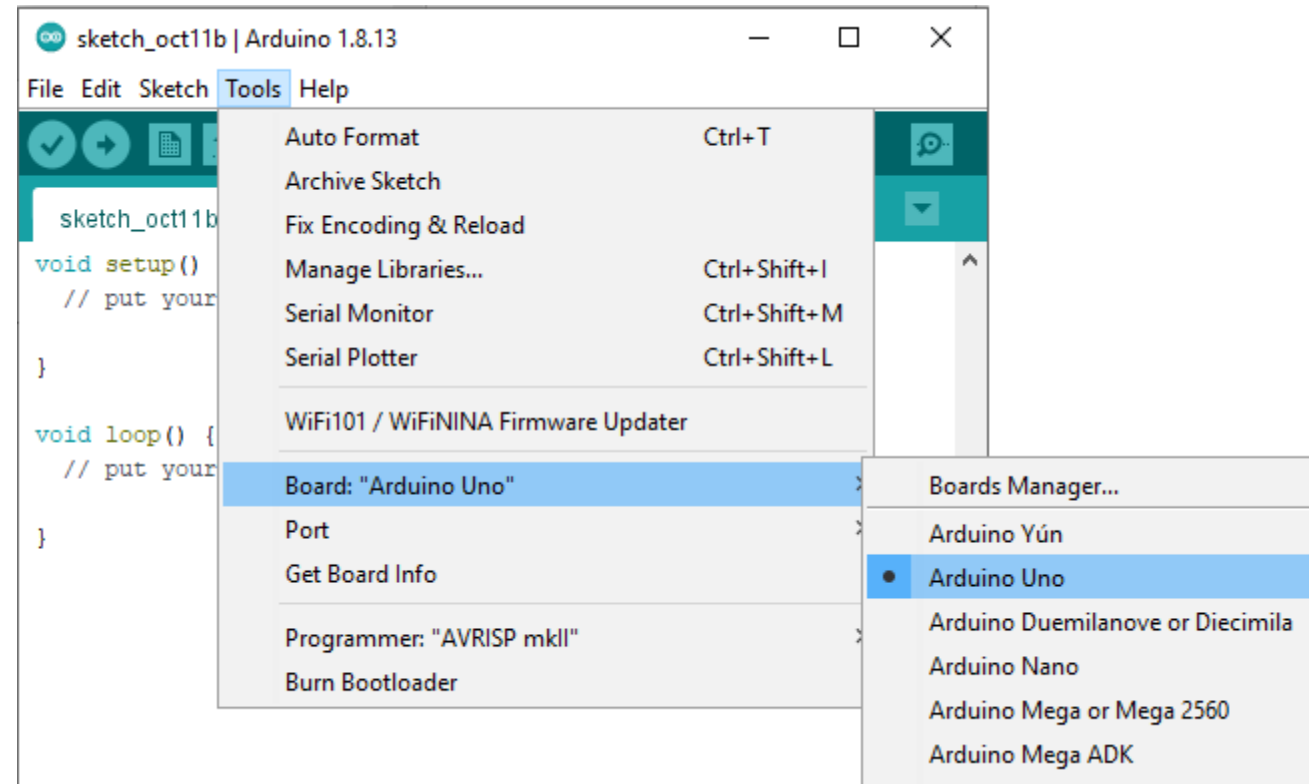 sketch_oct11b | Arduino 1.8.13
File Edit Sketch Tools Help
sketch_oct11b
void setup()
// put your
}
void loop() {
// put your
}
Auto Format Ctrl+T
Archive Sketch
Fix Encoding & Reload
Manage Libraries... Ctrl+Shift+I
Serial Monitor Ctrl+Shift+M
Serial Plotter Ctrl+Shift+L
WiFi101 / WiFiNINA Firmware Updater
Board: "Arduino Uno"
Port
Get Board Info
Programmer: "AVRISP mkII"
Burn Bootloader
Boards Manager...
Arduino Yún
Arduino Uno
Arduino Duemilanove or Diecimila
Arduino Nano
Arduino Mega or Mega 2560
Arduino Mega ADK